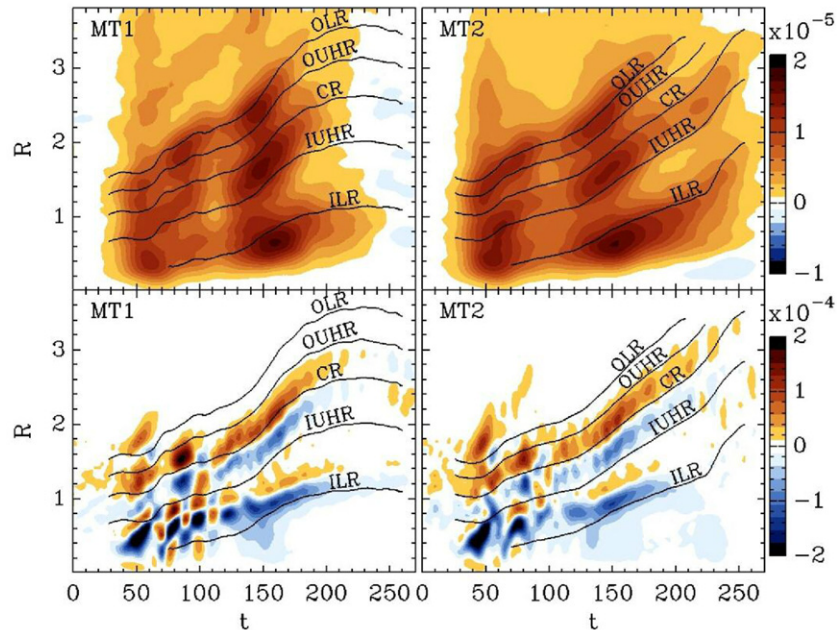 MT1
OLR
OUHR
CR
IUHR
ILR
3
2
1
R
MT2
OLR
OUHR
CR
IUHR
ILR
x10⁻⁵
2
1
0
-1
MT1
OLR
OUHR
CR
IUHR
ILR
3
2
1
R
0
50
100
150
200
250
t
MT2
OLR
OUHR
CR
IUHR
ILR
50
100
150
200
250
t
x10⁻⁴
2
1
0
-1
-2